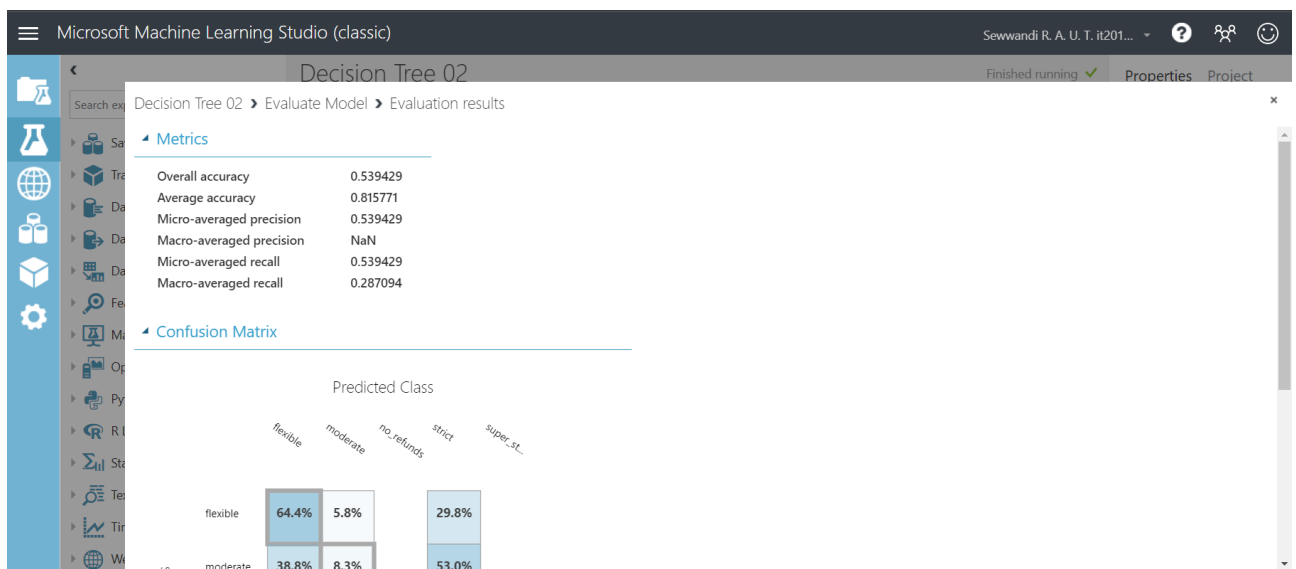 Microsoft Machine Learning Studio (classic)
Sewwandi R. A. U. T. it201...
Decision Tree 02
Finished running
Properties Project
Search ex
Decision Tree 02 > Evaluate Model > Evaluation results
Metrics
Overall accuracy 0.539429
Average accuracy 0.815771
Micro-averaged precision 0.539429
Macro-averaged precision NaN
Micro-averaged recall 0.539429
Macro-averaged recall 0.287094
Confusion Matrix
Predicted Class
flexible moderate no_refunds strict super_st...
flexible 64.4% 5.8% 29.8%
moderate 38.8% 8.3% 53.0%